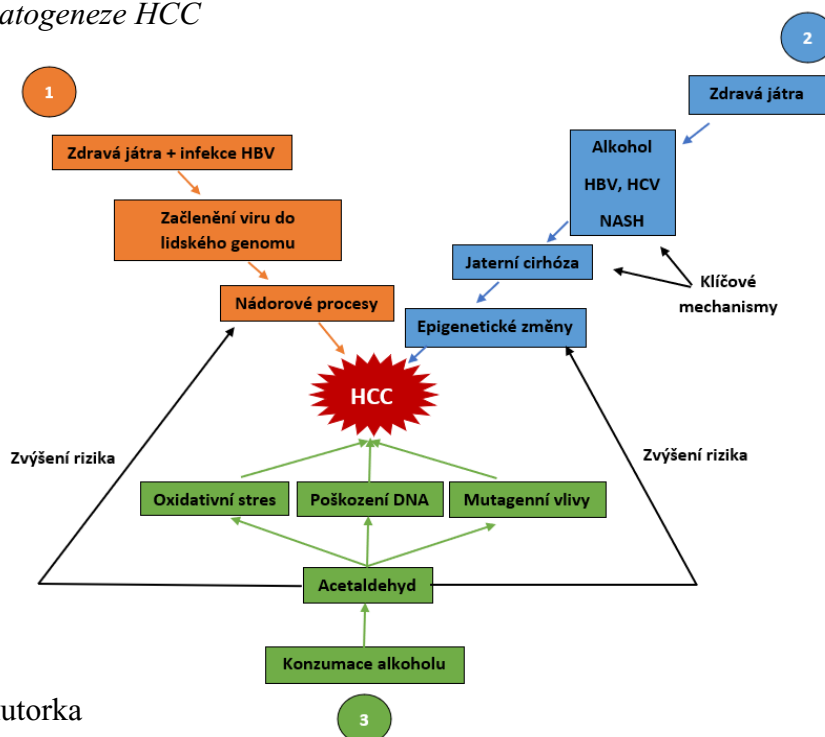 atogeneze HCC
2
1
Zdravá játra
Zdravá játra + infekce HBV
Alkohol
HBV, HCV
NASH
Začlenění viru do
lidského genomu
Jaterní cirhóza
Klíčové
mechanismy
Nádorové procesy
Epigenetické změny
HCC
Zvýšení rizika
Zvýšení rizika
Oxidativní stres
Poškození DNA
Mutagenní vlivy
Acetaldehyd
Konzumace alkoholu
utorka
3